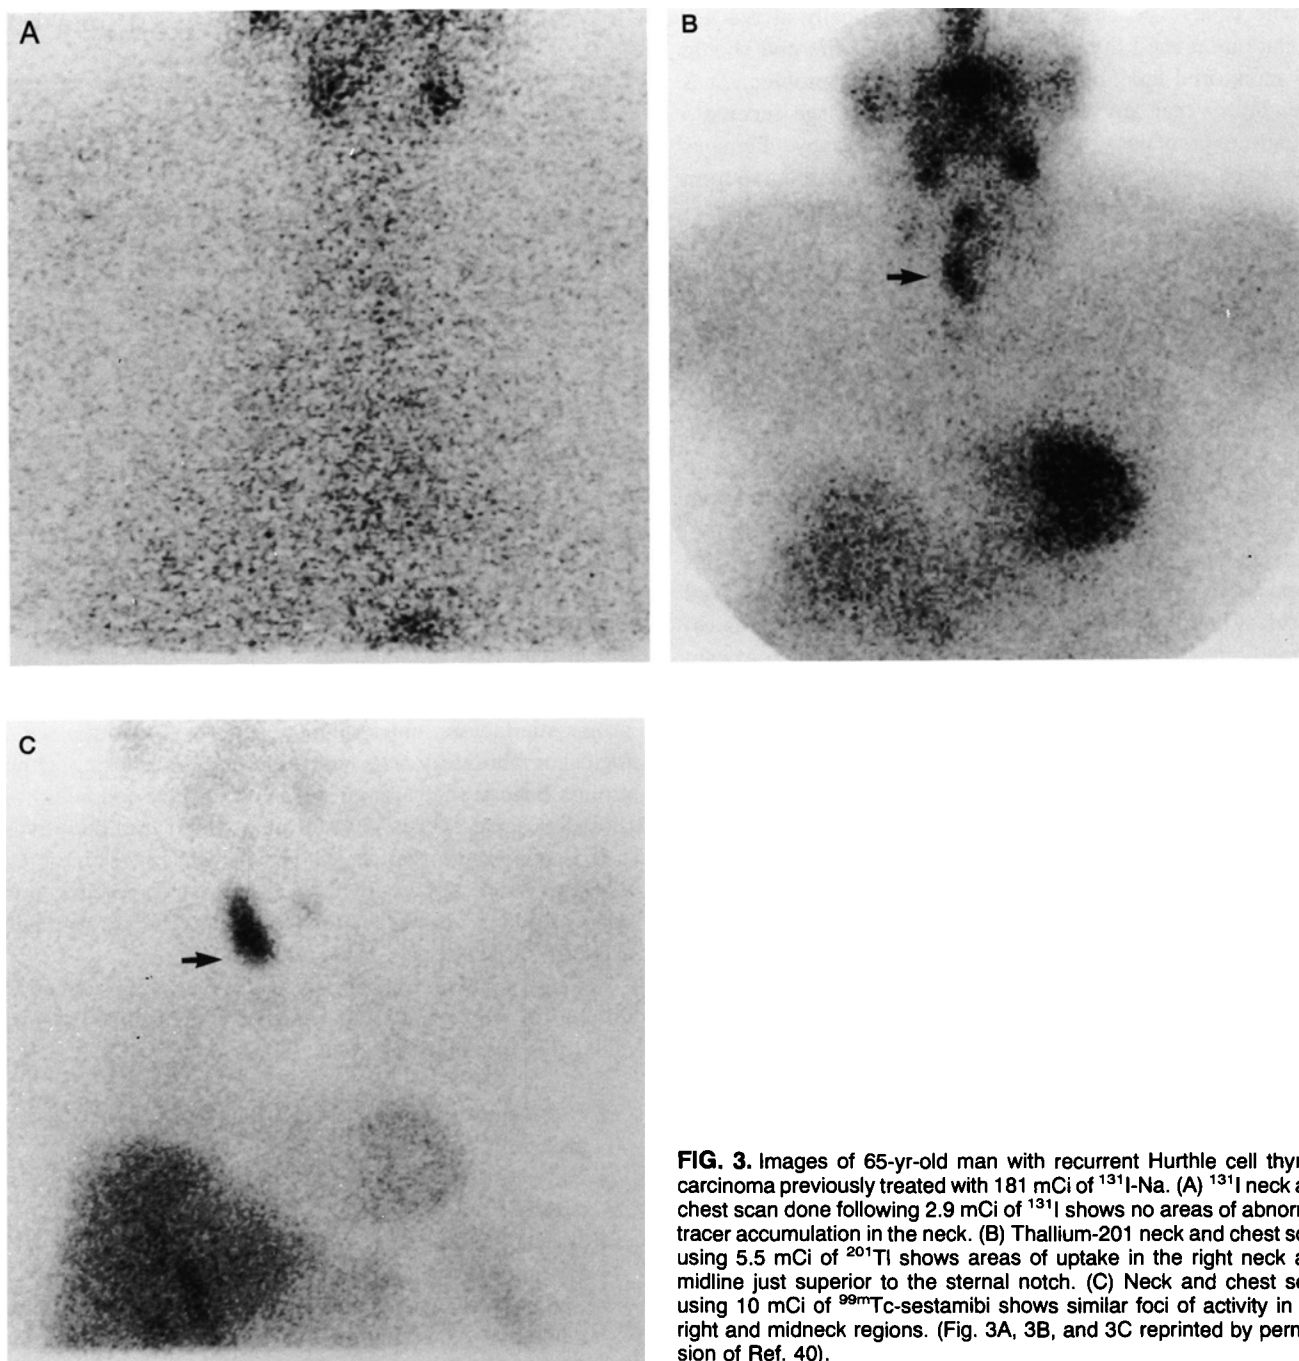 A
B
C
FIG. 3. Images of 65-yr-old man with recurrent Hurthle cell thyr
carcinoma previously treated with 181 mCi of ¹³¹I-Na. (A) ¹³¹I neck a
chest scan done following 2.9 mCi of ¹³¹I shows no areas of abnorm
tracer accumulation in the neck. (B) Thallium-201 neck and chest sc
using 5.5 mCi of ²⁰¹Tl shows areas of uptake in the right neck a
midline just superior to the sternal notch. (C) Neck and chest sc
using 10 mCi of ⁹⁹ᵐTc-sestamibi shows similar foci of activity in
right and midneck regions. (Fig. 3A, 3B, and 3C reprinted by perm
sion of Ref. 40).